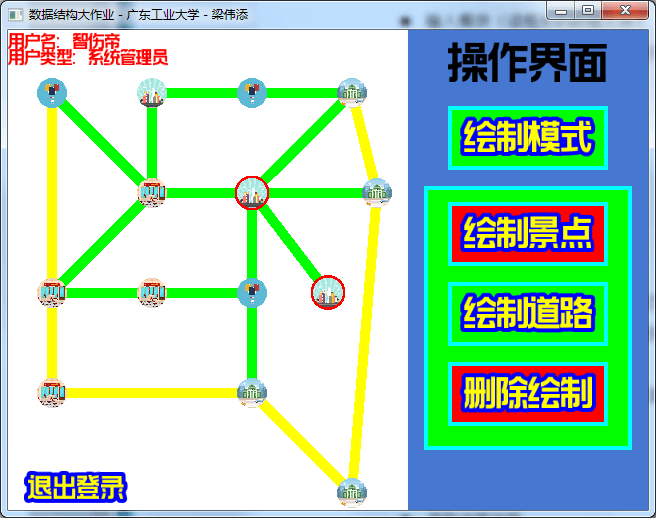 数据结构大作业 - 广东工业大学 - 梁伟添
用户名: 智伤帝
用户类型: 系统管理员
操作界面
绘制模式
绘制景点
绘制道路
删除绘制
退出登录